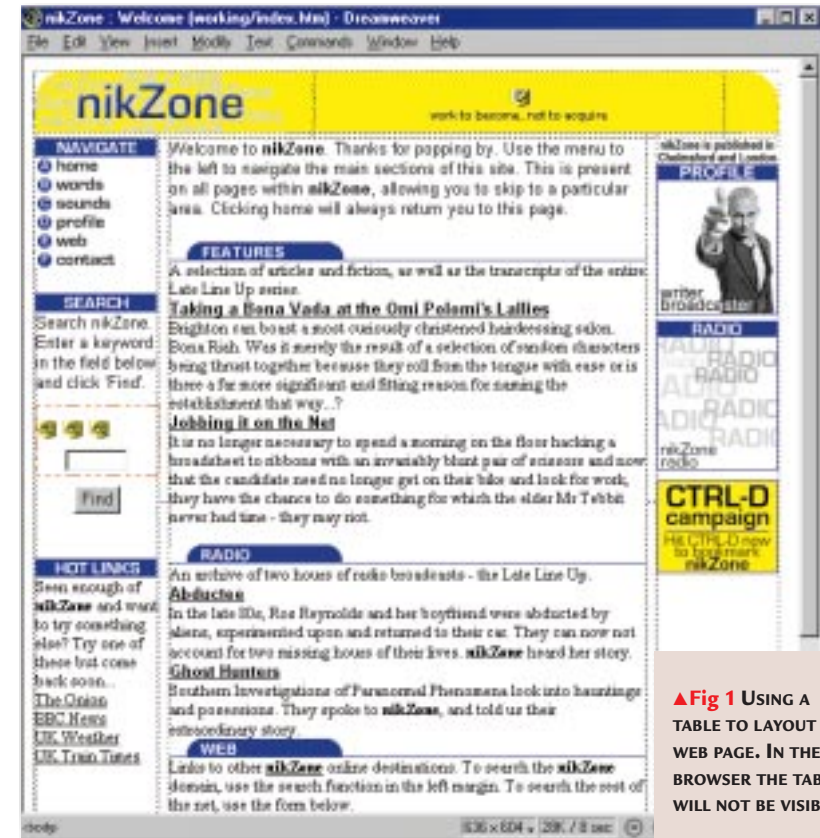 nikZone : Welcome (working/index.htm) - Dreamweaver
File Edit View Insert Modify Text Commands Window Help
nikZone
work to become, not to acquire
NAVIGATE
home
words
sounds
profile
web
contact
SEARCH
Search nikZone.
Enter a keyword
in the field below
and click 'Find'.
Find
HOT LINKS
Seen enough of
nikZone and want
to try something
else? Try one of
these but come
back soon...
The Onion
BBC News
UK Weather
UK Train Times
Welcome to nikZone. Thanks for popping by. Use the menu to
the left to navigate the main sections of this site. This is present
on all pages within nikZone, allowing you to skip to a particular
area. Clicking home will always return you to this page.
FEATURES
A selection of articles and fiction, as well as the transcripts of the entire
Late Line Up series.
Taking a Bona Vada at the Omi Polomi's Lallies
Brighton can boast a most curiously christened hairdressing salon.
Bona Riah. Was it merely the result of a selection of random characters
being thrust together because they roll from the tongue with ease or is
there a far more significant and fitting reason for naming the
establishment that way...?
Jobbing it on the Net
It is no longer necessary to spend a morning on the floor hacking a
broadsheet to ribbons with an invariably blunt pair of scissors and now
that the candidate need no longer get on their bike and look for work,
they have the chance to do something for which the elder Mr Tebbit
never had time - they may riot.
RADIO
An archive of two hours of radio broadcasts - the Late Line Up.
Abductee
In the late 80s, Ros Reynolds and her boyfriend were abducted by
aliens, experimented upon and returned to their car. They can now not
account for two missing hours of their lives. nikZone heard her story.
Ghost Hunters
Southern Investigations of Paranormal Phenomena look into hauntings
and possessions. They spoke to nikZone, and told us their
extraordinary story.
WEB
Links to other nikZone online destinations. To search the nikZone
domain, use the search function in the left margin. To search the rest of
the net, use the form below.
nikZone is published in
Chelmsford and London
PROFILE
writer
broadcaster
RADIO
RADIO
RADIO
RADIO
RADIO
RADIO
RADIO
RADIO
nikZone
radio
CTRL-D
campaign
Hit CTRL-D now
to bookmark
nikZone
<body>
636 x 604 28K / 8 sec
▲Fig 1 USING A
TABLE TO LAYOUT
WEB PAGE. IN THE
BROWSER THE TAB
WILL NOT BE VISIB